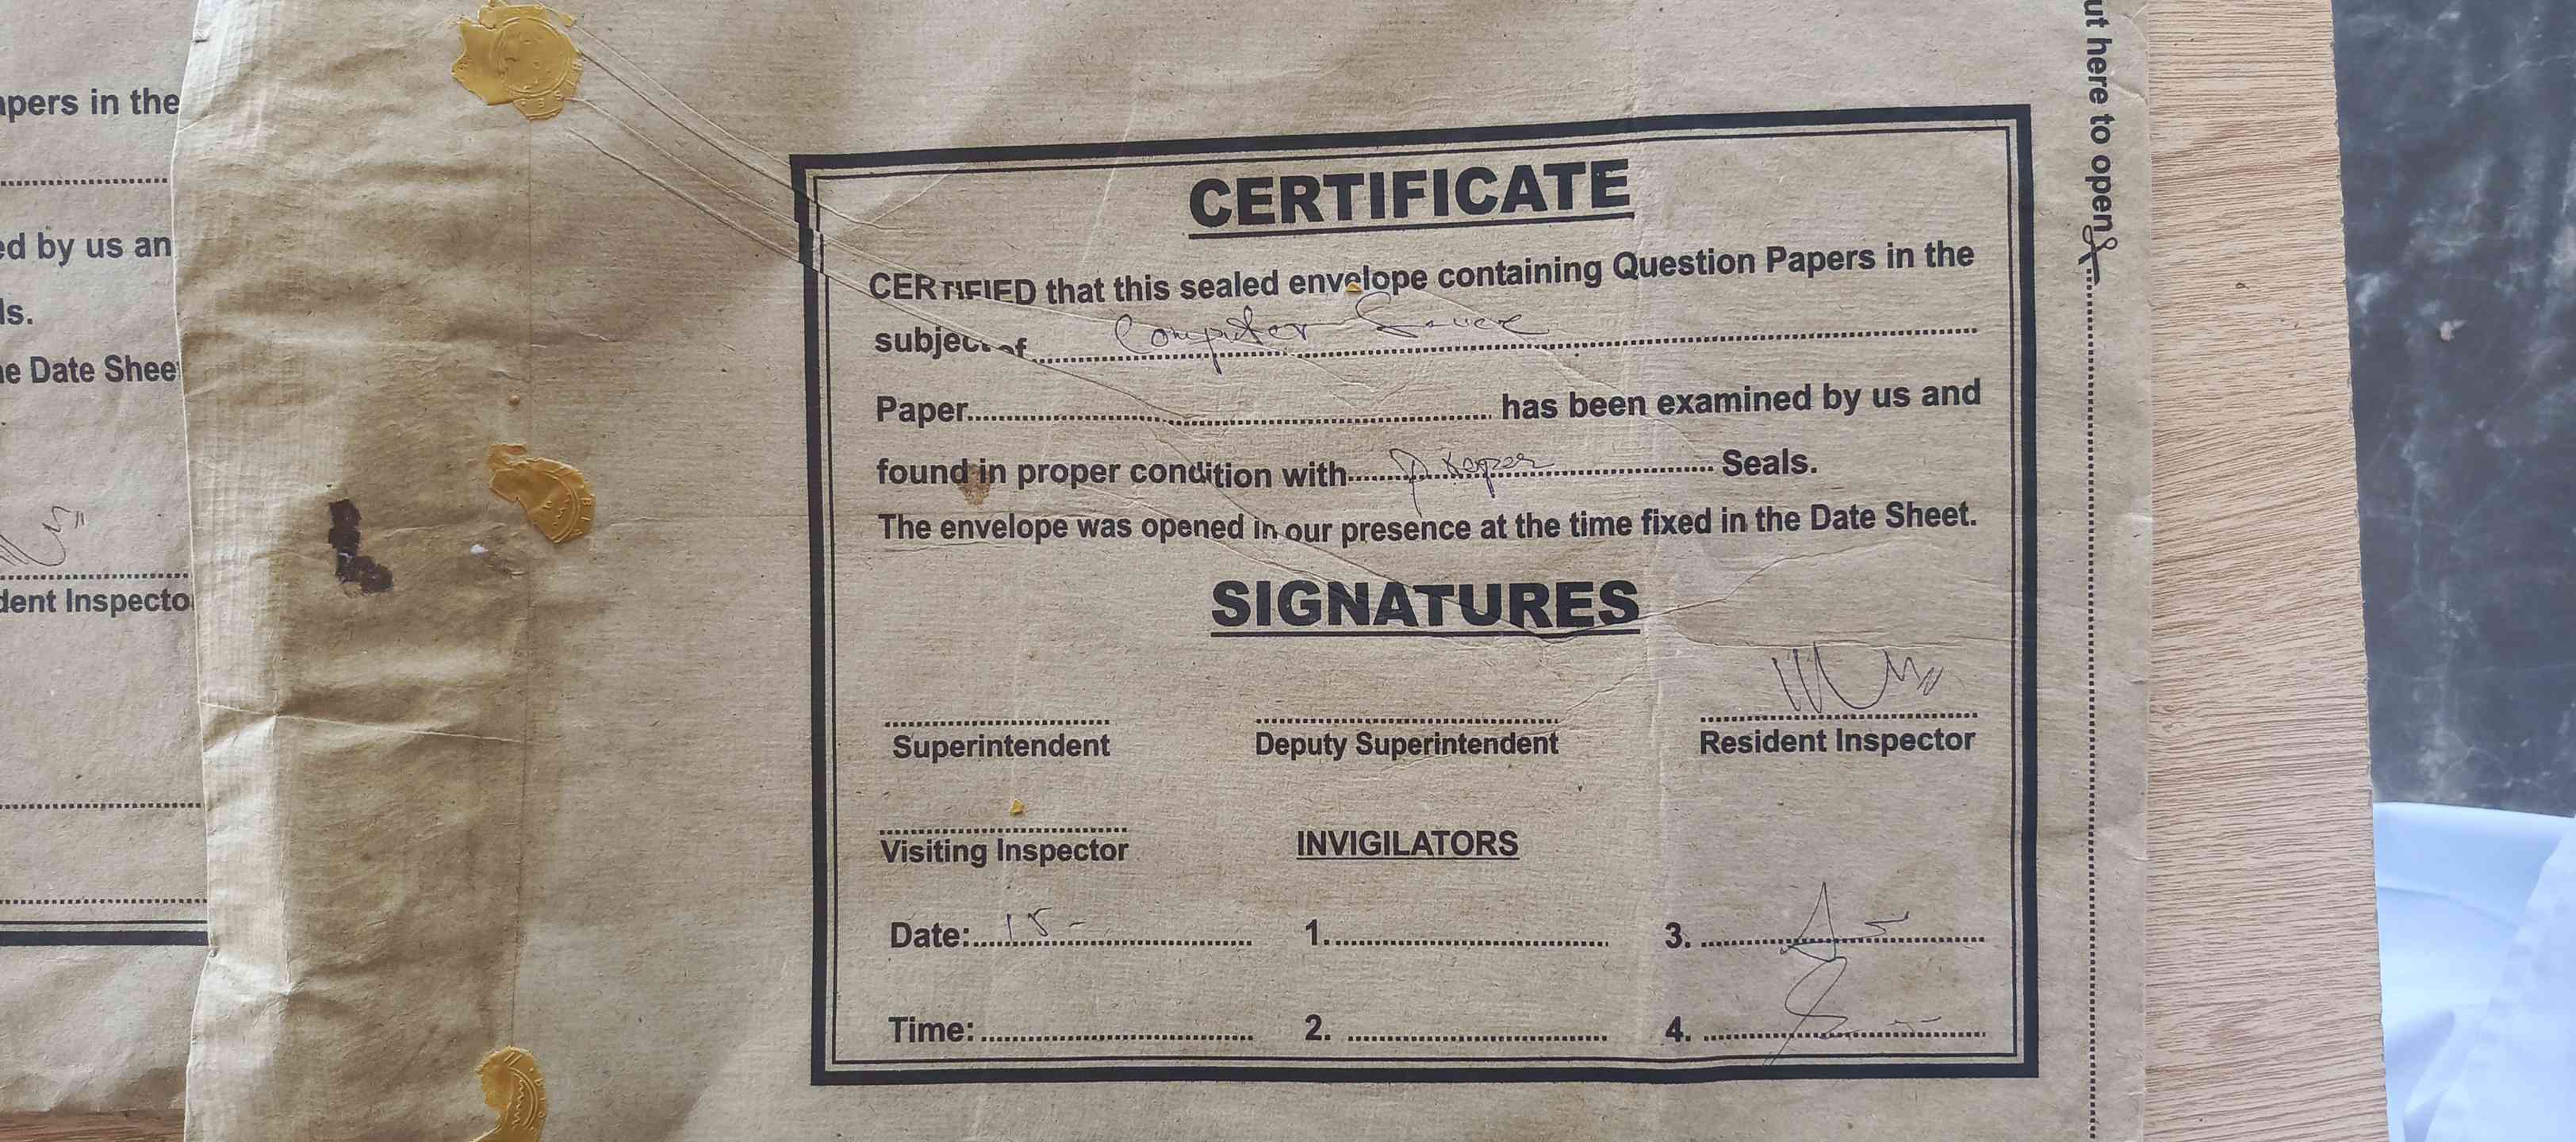 CERTIFICATE
CERTIFIED that this sealed envelope containing Question Papers in the
subject of Computer Science
Paper has been examined by us and
found in proper condition with Seals.
The envelope was opened in our presence at the time fixed in the Date Sheet.
SIGNATURES
Superintendent Deputy Superintendent Resident Inspector
Visiting Inspector INVIGILATORS
Date: 15- 1. 3.
Time: 2. 4.
ut here to open
apers in the
ed by us an
ls.
he Date Shee
dent Inspecto